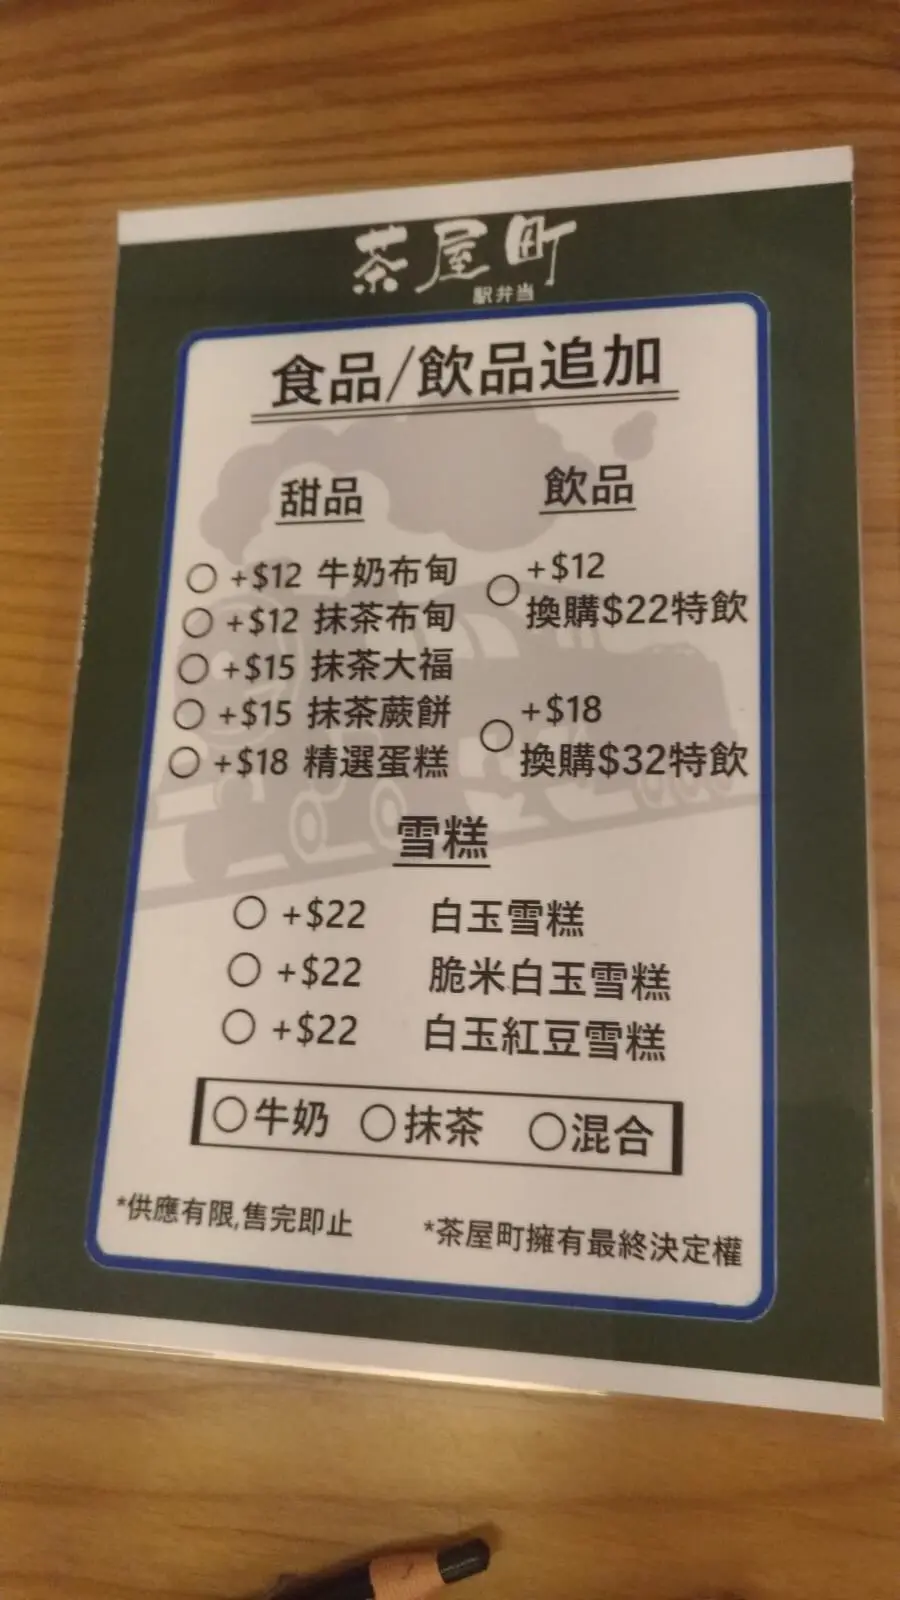 茶屋町
駅弁当
食品/飲品追加
甜品
○ +$12 牛奶布甸
○ +$12 抹茶布甸
○ +$15 抹茶大福
○ +$15 抹茶蕨餅
○ +$18 精選蛋糕
飲品
○ +$12
換購$22特飲
○ +$18
換購$32特飲
雪糕
○ +$22 白玉雪糕
○ +$22 脆米白玉雪糕
○ +$22 白玉紅豆雪糕
○牛奶 ○抹茶 ○混合
*供應有限,售完即止
*茶屋町擁有最終決定權